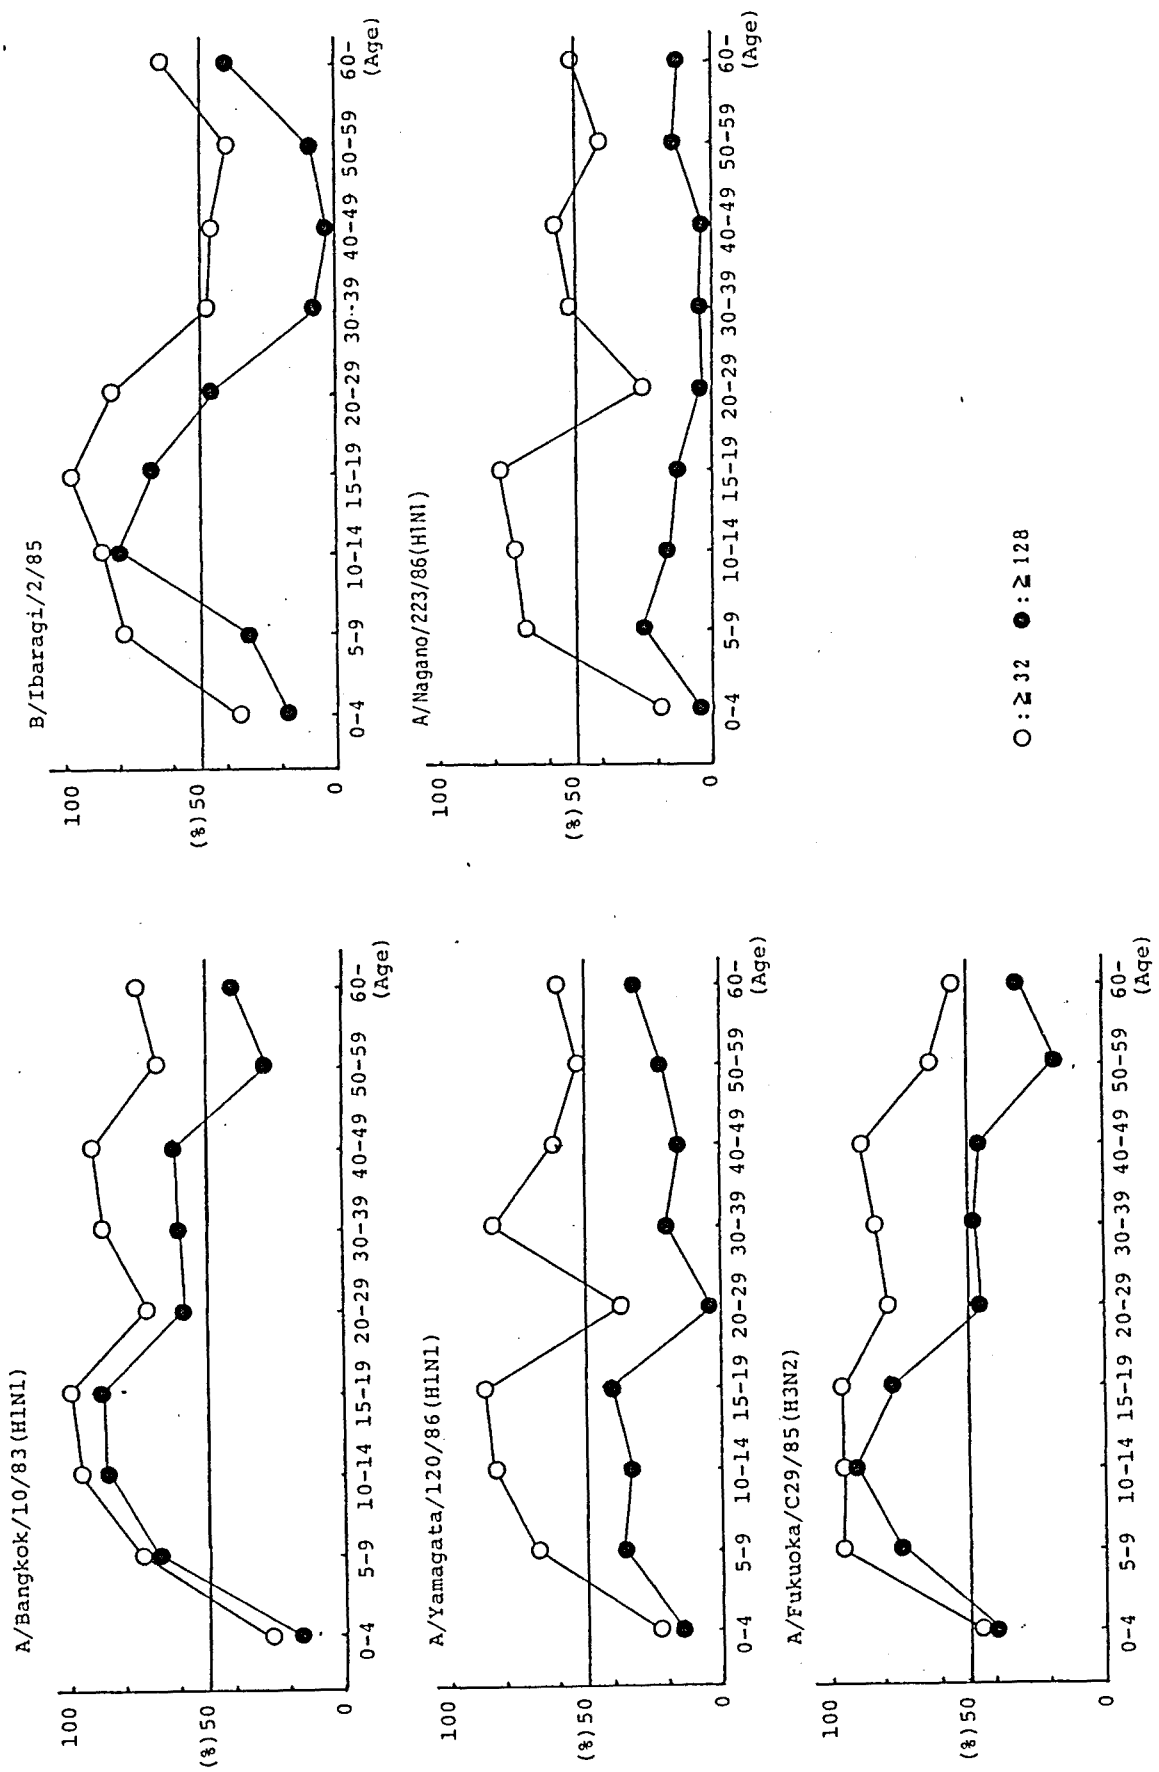 A/Bangkok/10/83(H1N1)
100
(%)50
0
0-4 5-9 10-14 15-19 20-29 30-39 40-49 50-59 60-
(Age)
A/Yamagata/120/86(H1N1)
100
(%)50
0
0-4 5-9 10-14 15-19 20-29 30-39 40-49 50-59 60-
(Age)
A/Fukuoka/C29/85(H3N2)
100
(%)50
0
0-4 5-9 10-14 15-19 20-29 30-39 40-49 50-59 60-
(Age)
B/Ibaragi/2/85
100
(%)50
0
0-4 5-9 10-14 15-19 20-29 30-39 40-49 50-59 60-
(Age)
A/Nagano/223/86(H1N1)
100
(%)50
0
0-4 5-9 10-14 15-19 20-29 30-39 40-49 50-59 60-
(Age)
○:≥32 ●:≥128